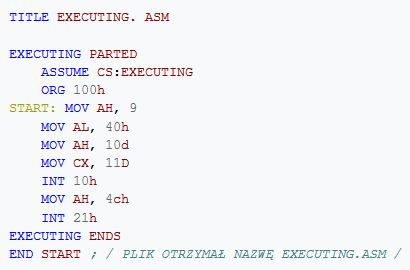 TITLE EXECUTING. ASM
EXECUTING PARTED
ASSUME CS:EXECUTING
ORG 100h
START: MOV AH, 9
MOV AL, 40h
MOV AH, 10d
MOV CX, 11D
INT 10h
MOV AH, 4ch
INT 21h
EXECUTING ENDS
END START ; / PLIK OTRZYMAŁ NAZWĘ EXECUTING.ASM /